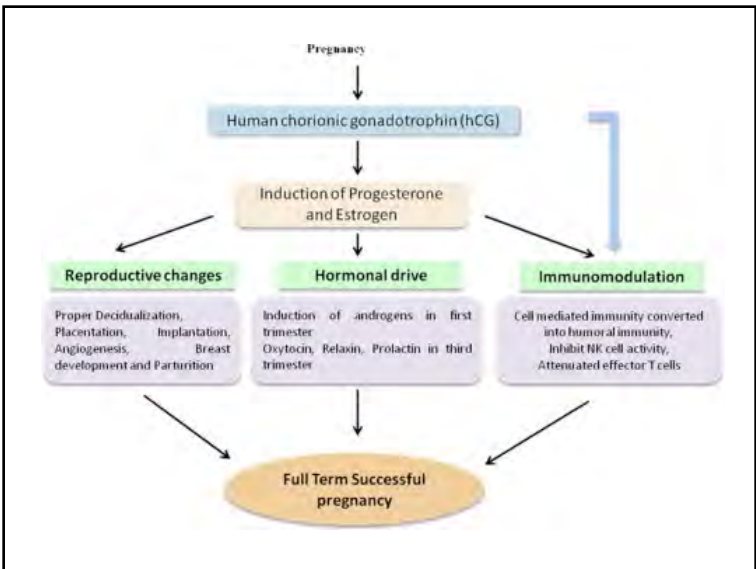 Pregnancy
Human chorionic gonadotrophin (hCG)
Induction of Progesterone
and Estrogen
Reproductive changes
Proper Decidualization,
Placentation, Implantation,
Angiogenesis, Breast
development and Parturition
Hormonal drive
Induction of androgens in first
trimester
Oxytocin, Relaxin, Prolactin in third
trimester
Immunomodulation
Cell mediated immunity converted
into humoral immunity,
Inhibit NK cell activity,
Attenuated effector T cells
Full Term Successful
pregnancy